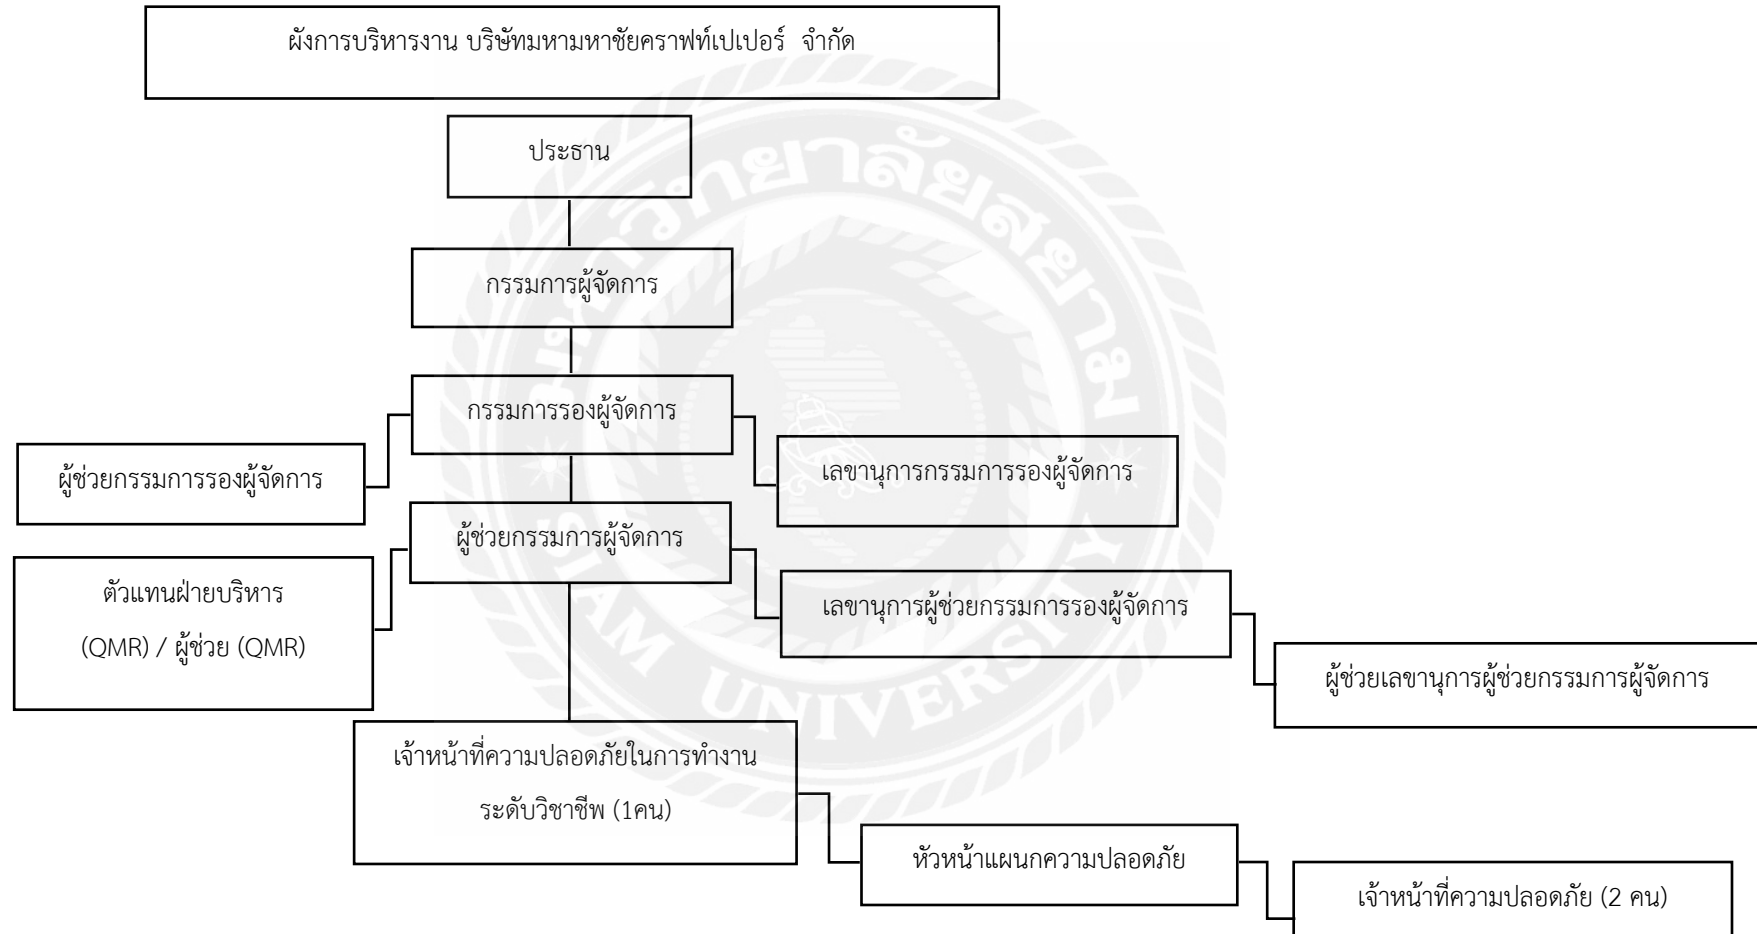 ผังการบริหารงาน บริษัทมหามหาชัยคราฟท์เปเปอร์ จำกัด
ประธาน
กรรมการผู้จัดการ
กรรมการรองผู้จัดการ
ผู้ช่วยกรรมการรองผู้จัดการ
เลขานุการกรรมการรองผู้จัดการ
ผู้ช่วยกรรมการผู้จัดการ
ตัวแทนฝ่ายบริหาร
(QMR) / ผู้ช่วย (QMR)
เลขานุการผู้ช่วยกรรมการรองผู้จัดการ
ผู้ช่วยเลขานุการผู้ช่วยกรรมการผู้จัดการ
เจ้าหน้าที่ความปลอดภัยในการทำงาน
ระดับวิชาชีพ (1คน)
หัวหน้าแผนกความปลอดภัย
เจ้าหน้าที่ความปลอดภัย (2 คน)
มหาวิทยาลัยสยาม
SIAM UNIVERSITY